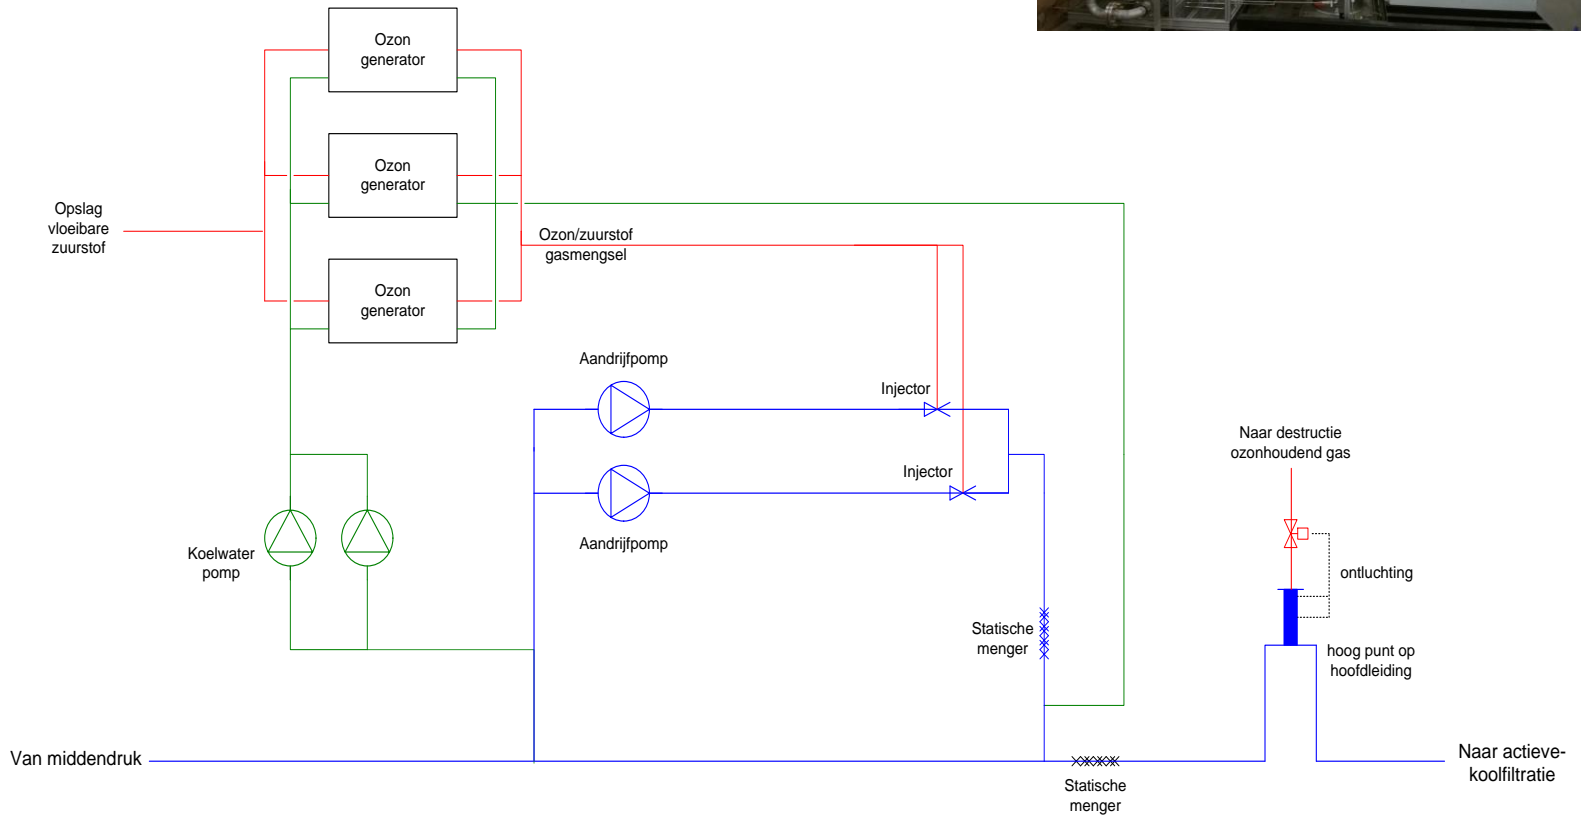 Ozon
generator
Ozon
generator
Opslag
vloeibare
zuurstof
Ozon/zuurstof
gasmengsel
Ozon
generator
Aandrijfpomp
Injector
Naar destructie
ozonhoudend gas
Injector
Aandrijfpomp
Koelwater
pomp
ontluchting
Statische
menger
hoog punt op
hoofdleiding
Van middendruk
Naar actieve-
koolfiltratie
Statische
menger